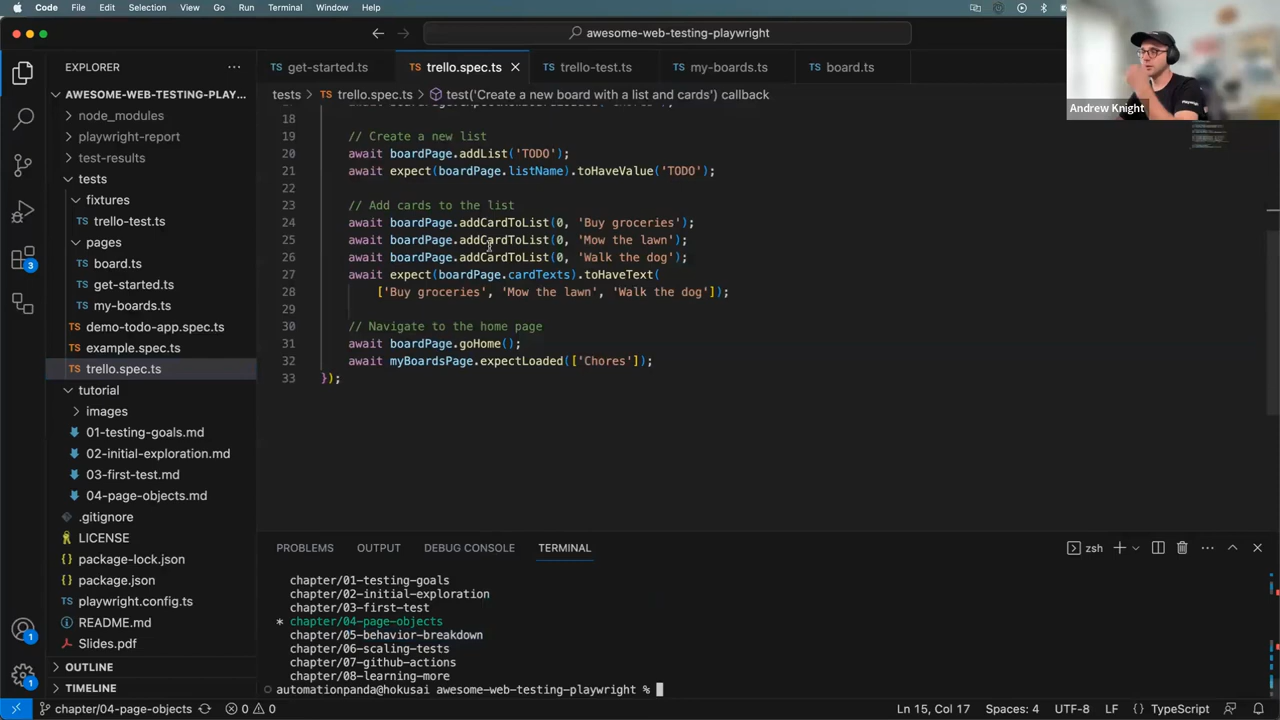 Code File Edit Selection View Go Run Terminal Window Help
awesome-web-testing-playwright
EXPLORER
get-started.ts
trello.spec.ts
trello-test.ts
my-boards.ts
board.ts
Andrew Knight
AWESOME-WEB-TESTING-PLAY...
node_modules
playwright-report
test-results
tests
fixtures
trello-test.ts
pages
board.ts
get-started.ts
my-boards.ts
demo-todo-app.spec.ts
example.spec.ts
trello.spec.ts
tutorial
images
01-testing-goals.md
02-initial-exploration.md
03-first-test.md
04-page-objects.md
.gitignore
LICENSE
package-lock.json
package.json
playwright.config.ts
README.md
Slides.pdf
OUTLINE
TIMELINE
3
1
1
tests > trello.spec.ts > test('Create a new board with a list and cards') callback
18
19 // Create a new list
20 await boardPage.addList('TODO');
21 await expect(boardPage.listName).toHaveValue('TODO');
22
23 // Add cards to the list
24 await boardPage.addCardToList(0, 'Buy groceries');
25 await boardPage.addCardToList(0, 'Mow the lawn');
26 await boardPage.addCardToList(0, 'Walk the dog');
27 await expect(boardPage.cardTexts).toHaveText(
28 ['Buy groceries', 'Mow the lawn', 'Walk the dog']);
29
30 // Navigate to the home page
31 await boardPage.goHome();
32 await myBoardsPage.expectLoaded(['Chores']);
33 });
PROBLEMS OUTPUT DEBUG CONSOLE TERMINAL
zsh
chapter/01-testing-goals
chapter/02-initial-exploration
chapter/03-first-test
* chapter/04-page-objects
chapter/05-behavior-breakdown
chapter/06-scaling-tests
chapter/07-github-actions
chapter/08-learning-more
automationpanda@hokusai awesome-web-testing-playwright %
chapter/04-page-objects 0 0 Ln 15, Col 17 Spaces: 4 UTF-8 LF TypeScript